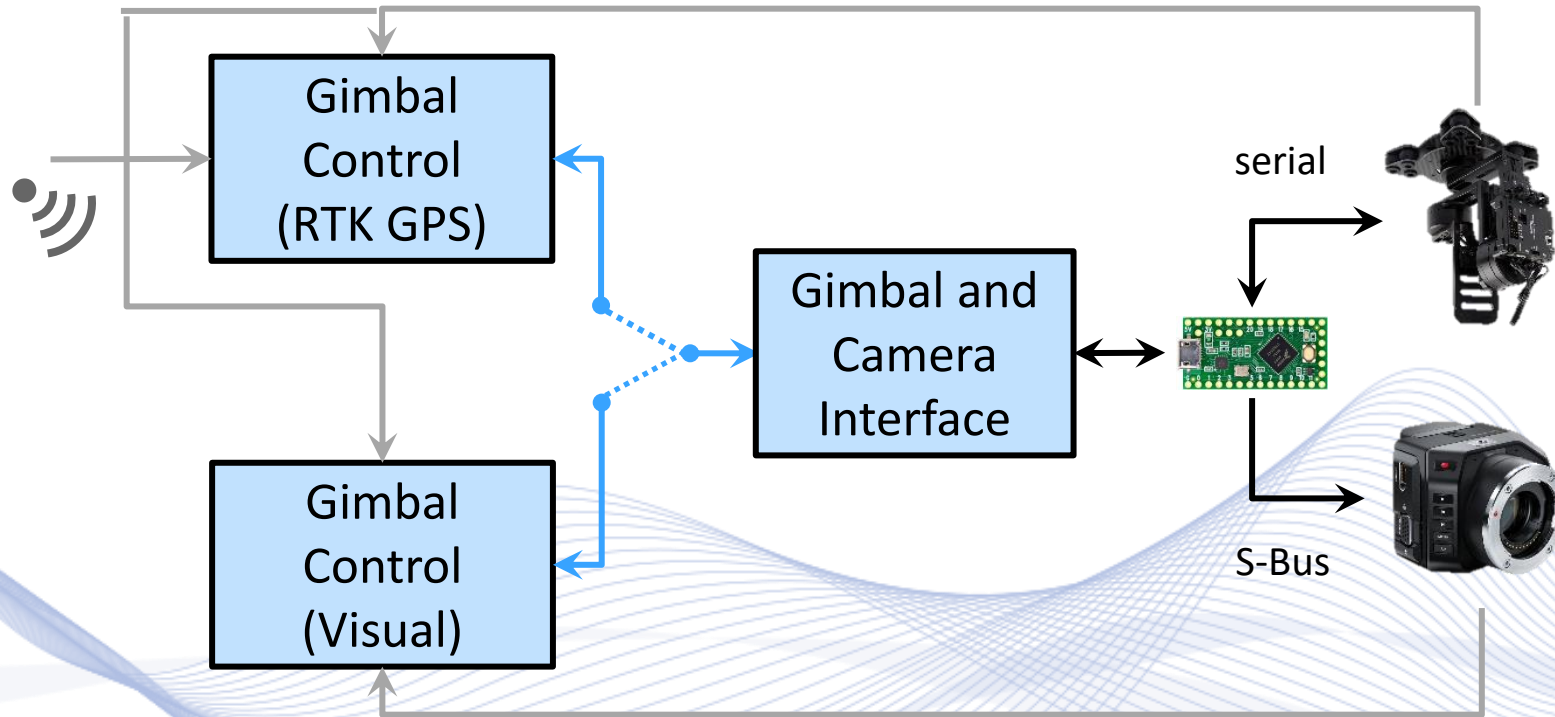 Gimbal
Control
(RTK GPS)
serial
Gimbal and
Camera
Interface
Gimbal
Control
(Visual)
S-Bus